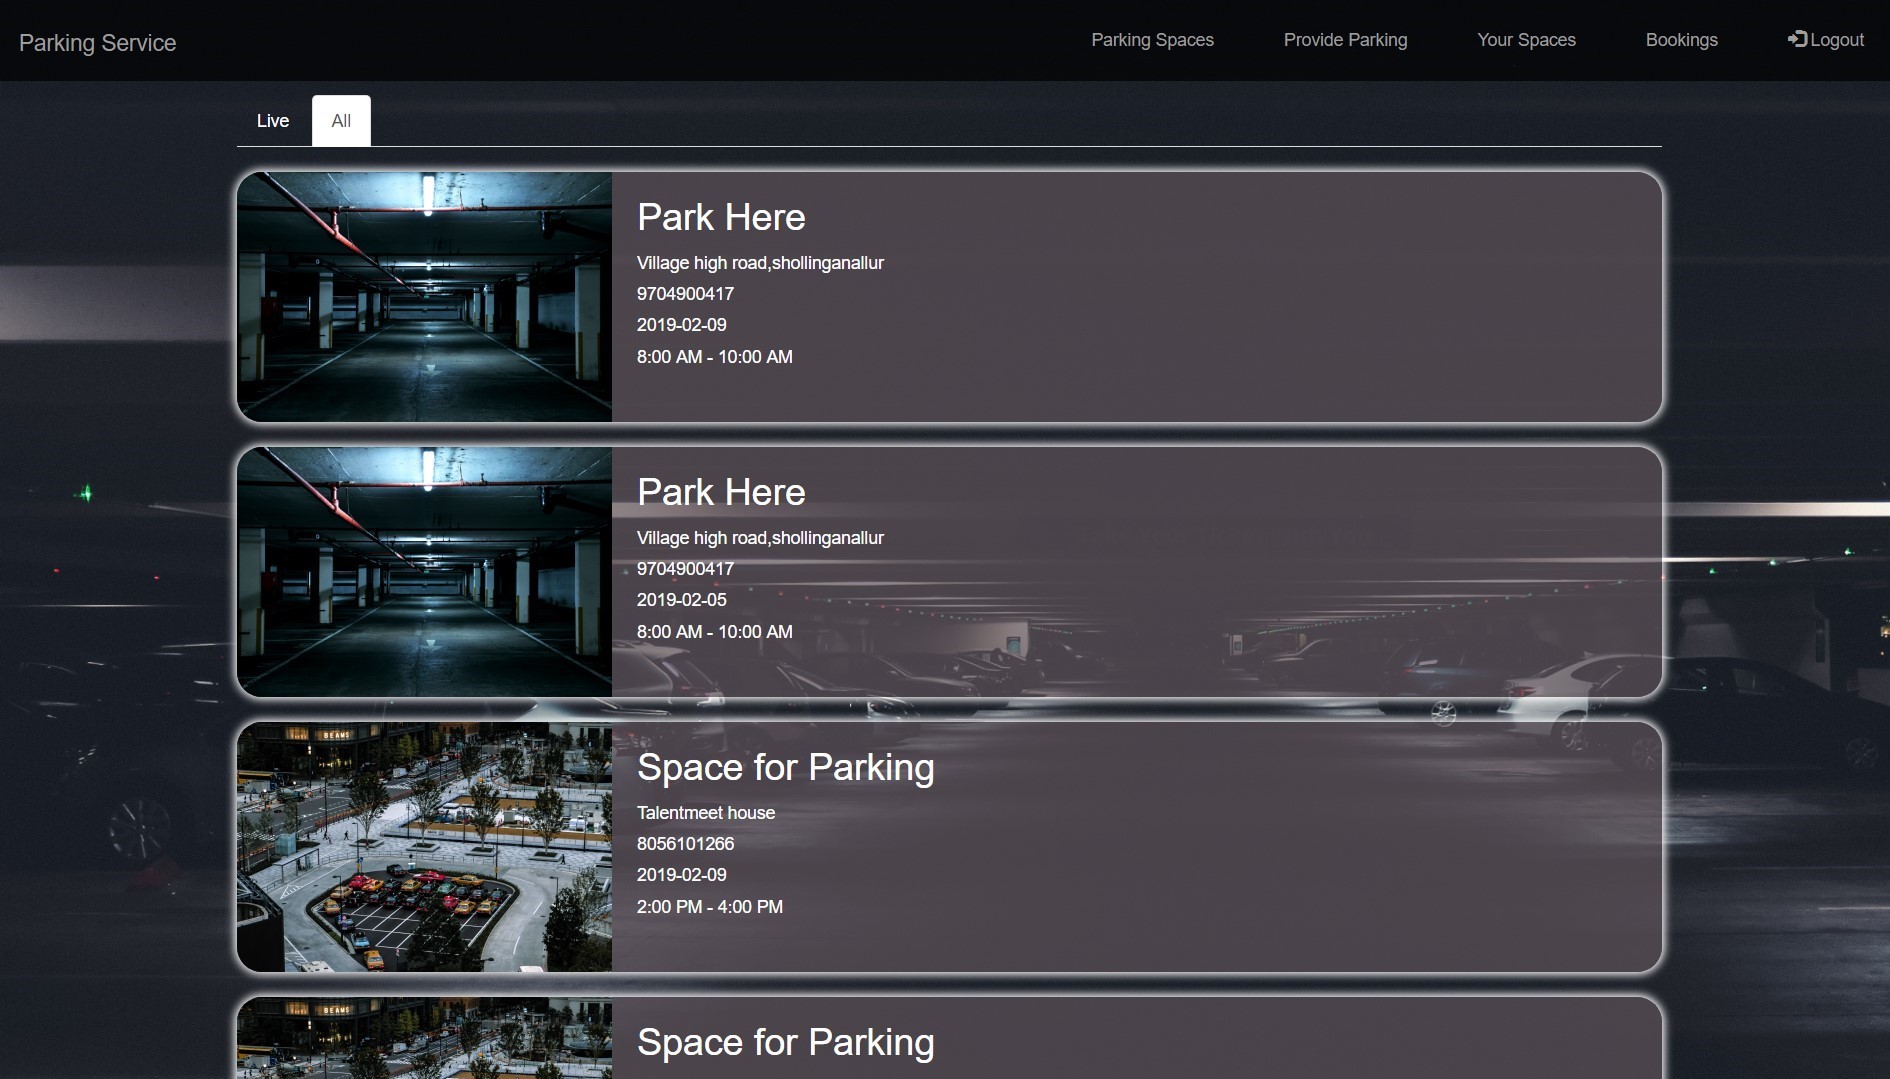 Parking Service
Parking Spaces
Provide Parking
Your Spaces
Bookings
Logout
Live
All
Park Here
Village high road,shollinganallur
9704900417
2019-02-09
8:00 AM - 10:00 AM
Park Here
Village high road,shollinganallur
9704900417
2019-02-05
8:00 AM - 10:00 AM
BEAMS
Space for Parking
Talentmeet house
8056101266
2019-02-09
2:00 PM - 4:00 PM
BEAMS
Space for Parking